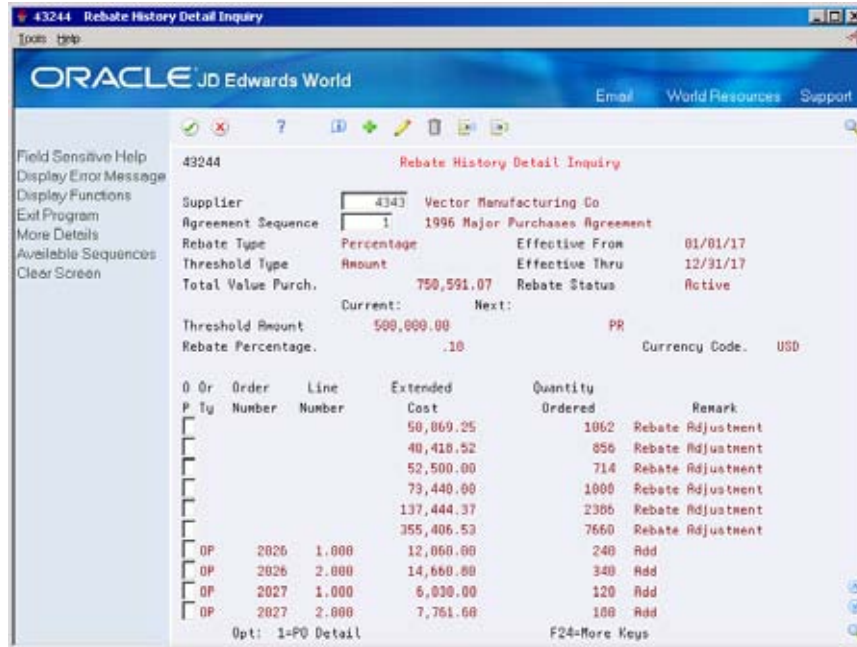 43244 Rebate History Detail Inquiry
Tools Help
ORACLE JD Edwards World
Email World Resources Support
Field Sensitive Help
Display Error Message
Display Functions
Exit Program
More Details
Available Sequences
Clear Screen
43244 Rebate History Detail Inquiry
Supplier 4343 Vector Manufacturing Co
Agreement Sequence 1 1996 Major Purchases Agreement
Rebate Type Percentage Effective From 01/01/17
Threshold Type Amount Effective Thru 12/31/17
Total Value Purch. 750,591.07 Rebate Status Active
Current: Next:
Threshold Amount 500,000.00 PR
Rebate Percentage. .10 Currency Code. USD
O Or Order Line Extended Quantity
P Ty Number Number Cost Ordered Remark
50,869.25 1062 Rebate Adjustment
40,418.52 856 Rebate Adjustment
52,500.00 714 Rebate Adjustment
73,440.00 1008 Rebate Adjustment
137,444.37 2386 Rebate Adjustment
355,406.53 7660 Rebate Adjustment
OP 2026 1.000 12,060.00 240 Add
OP 2026 2.000 14,660.80 340 Add
OP 2027 1.000 6,030.00 120 Add
OP 2027 2.000 7,761.60 180 Add
Opt: 1=PO Detail F24=More Keys